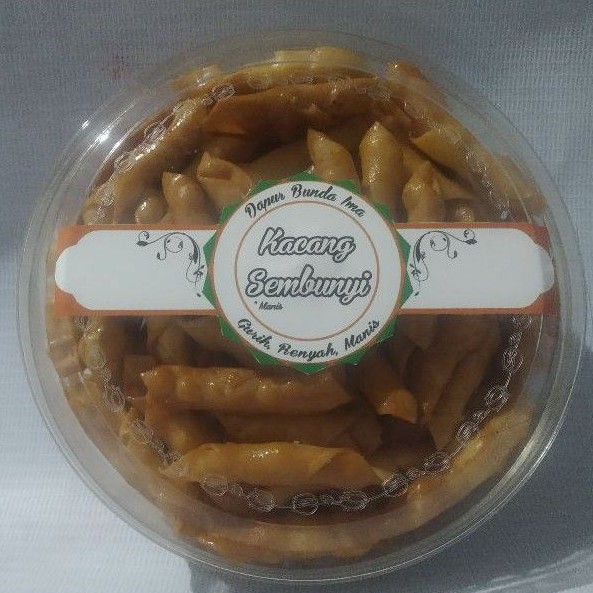 Dapur Bunda Ima
Kacang
Sembunyi
* Manis
Gurih, Renyah, Manis